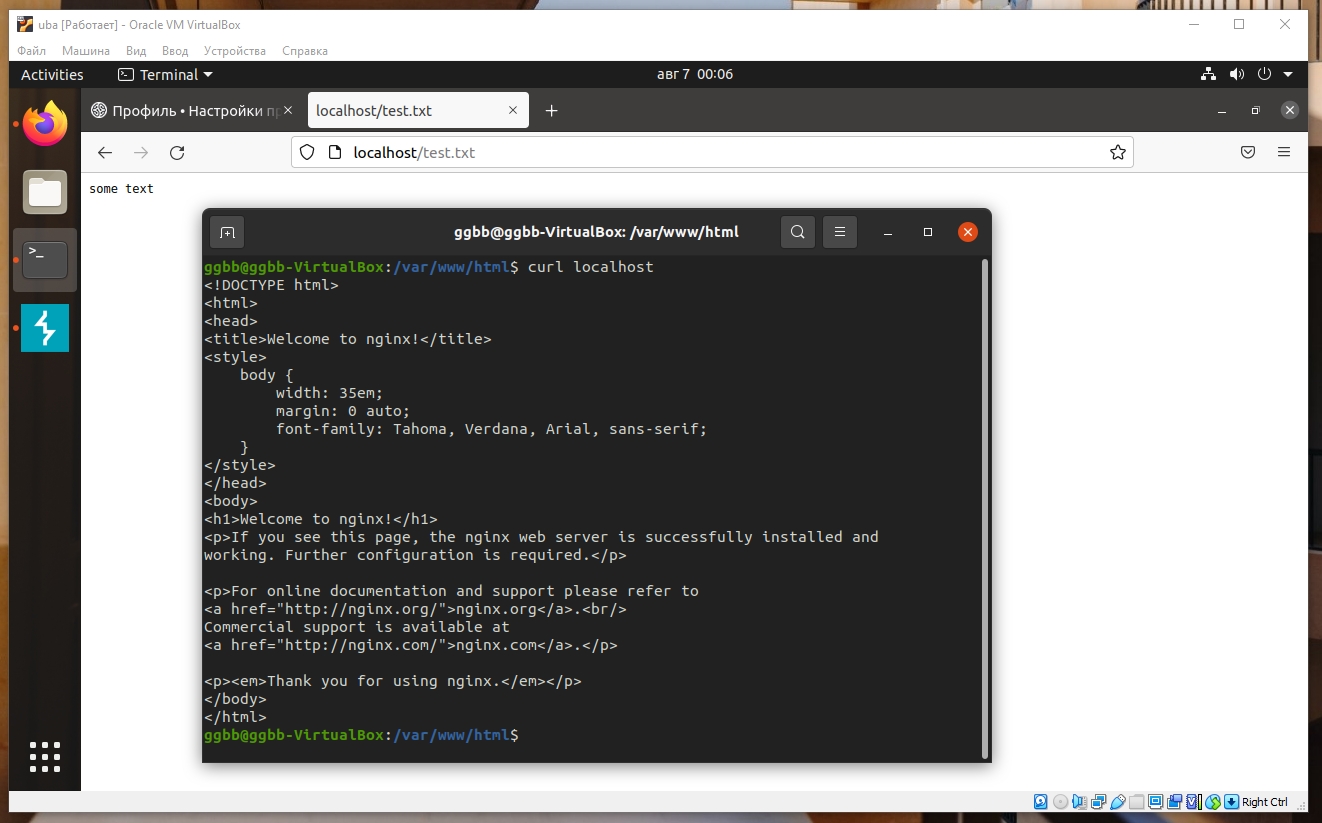 uba [Работает] - Oracle VM VirtualBox
Файл Машина Вид Ввод Устройства Справка
Activities Terminal авг 7 00:06
Профиль • Настройки пр localhost/test.txt
localhost/test.txt
some text
ggbb@ggbb-VirtualBox: /var/www/html
ggbb@ggbb-VirtualBox:/var/www/html$ curl localhost
<!DOCTYPE html>
<html>
<head>
<title>Welcome to nginx!</title>
<style>
    body {
        width: 35em;
        margin: 0 auto;
        font-family: Tahoma, Verdana, Arial, sans-serif;
    }
</style>
</head>
<body>
<h1>Welcome to nginx!</h1>
<p>If you see this page, the nginx web server is successfully installed and
working. Further configuration is required.</p>

<p>For online documentation and support please refer to
<a href="http://nginx.org/">nginx.org</a>.<br/>
Commercial support is available at
<a href="http://nginx.com/">nginx.com</a>.</p>

<p><em>Thank you for using nginx.</em></p>
</body>
</html>
ggbb@ggbb-VirtualBox:/var/www/html$
Right Ctrl